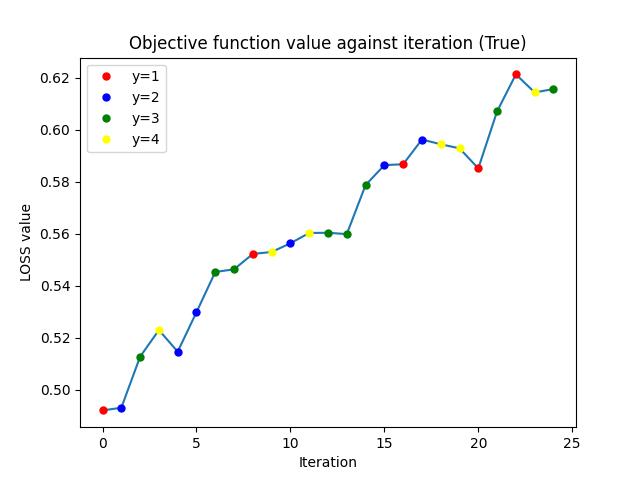 Objective function value against iteration (True)
y=1
y=2
y=3
y=4
0.62
0.60
0.58
0.56
0.54
0.52
0.50
LOSS value
0 5 10 15 20 25
Iteration